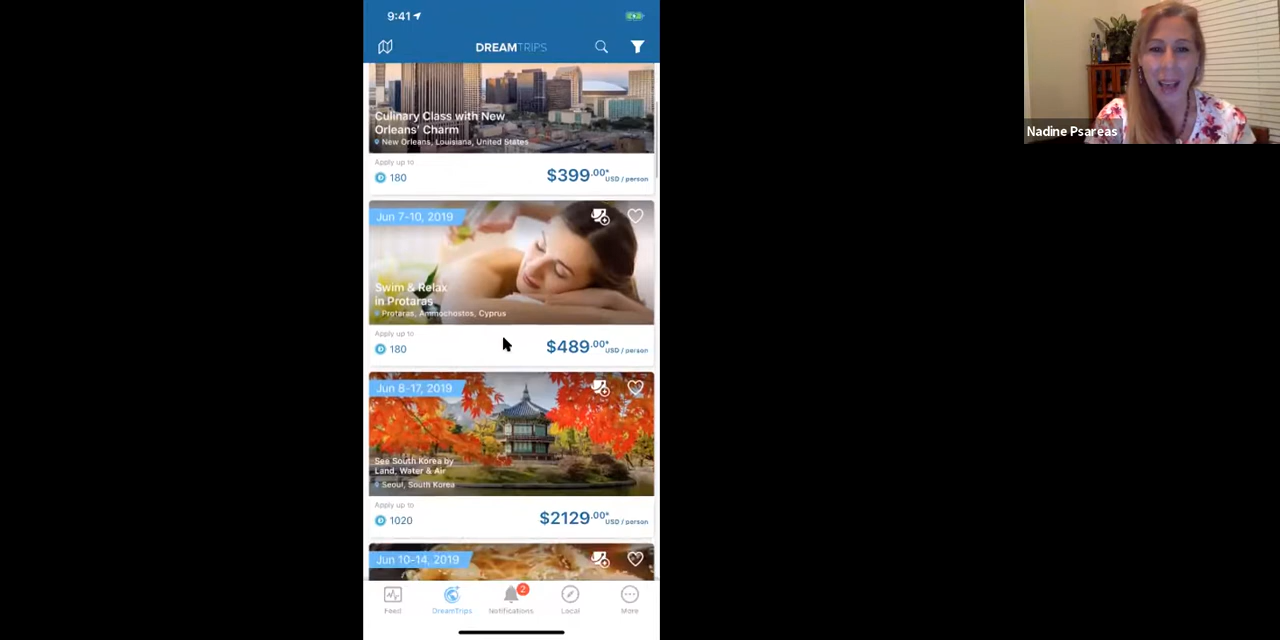 9:41
DREAMTRIPS
Culinary Class with New
Orleans' Charm
New Orleans, Louisiana, United States
Apply up to
180
$399.00*
USD / person
Jun 7-10, 2019
Swim & Relax
in Protaras
Protaras, Ammochostos, Cyprus
Apply up to
180
$489.00*
USD / person
Jun 8-17, 2019
See South Korea by
Land, Water & Air
Seoul, South Korea
Apply up to
1020
$2129.00*
USD / person
Jun 10-14, 2019
2
Feed
DreamTrips
Notifications
Local
More
Nadine Psareas